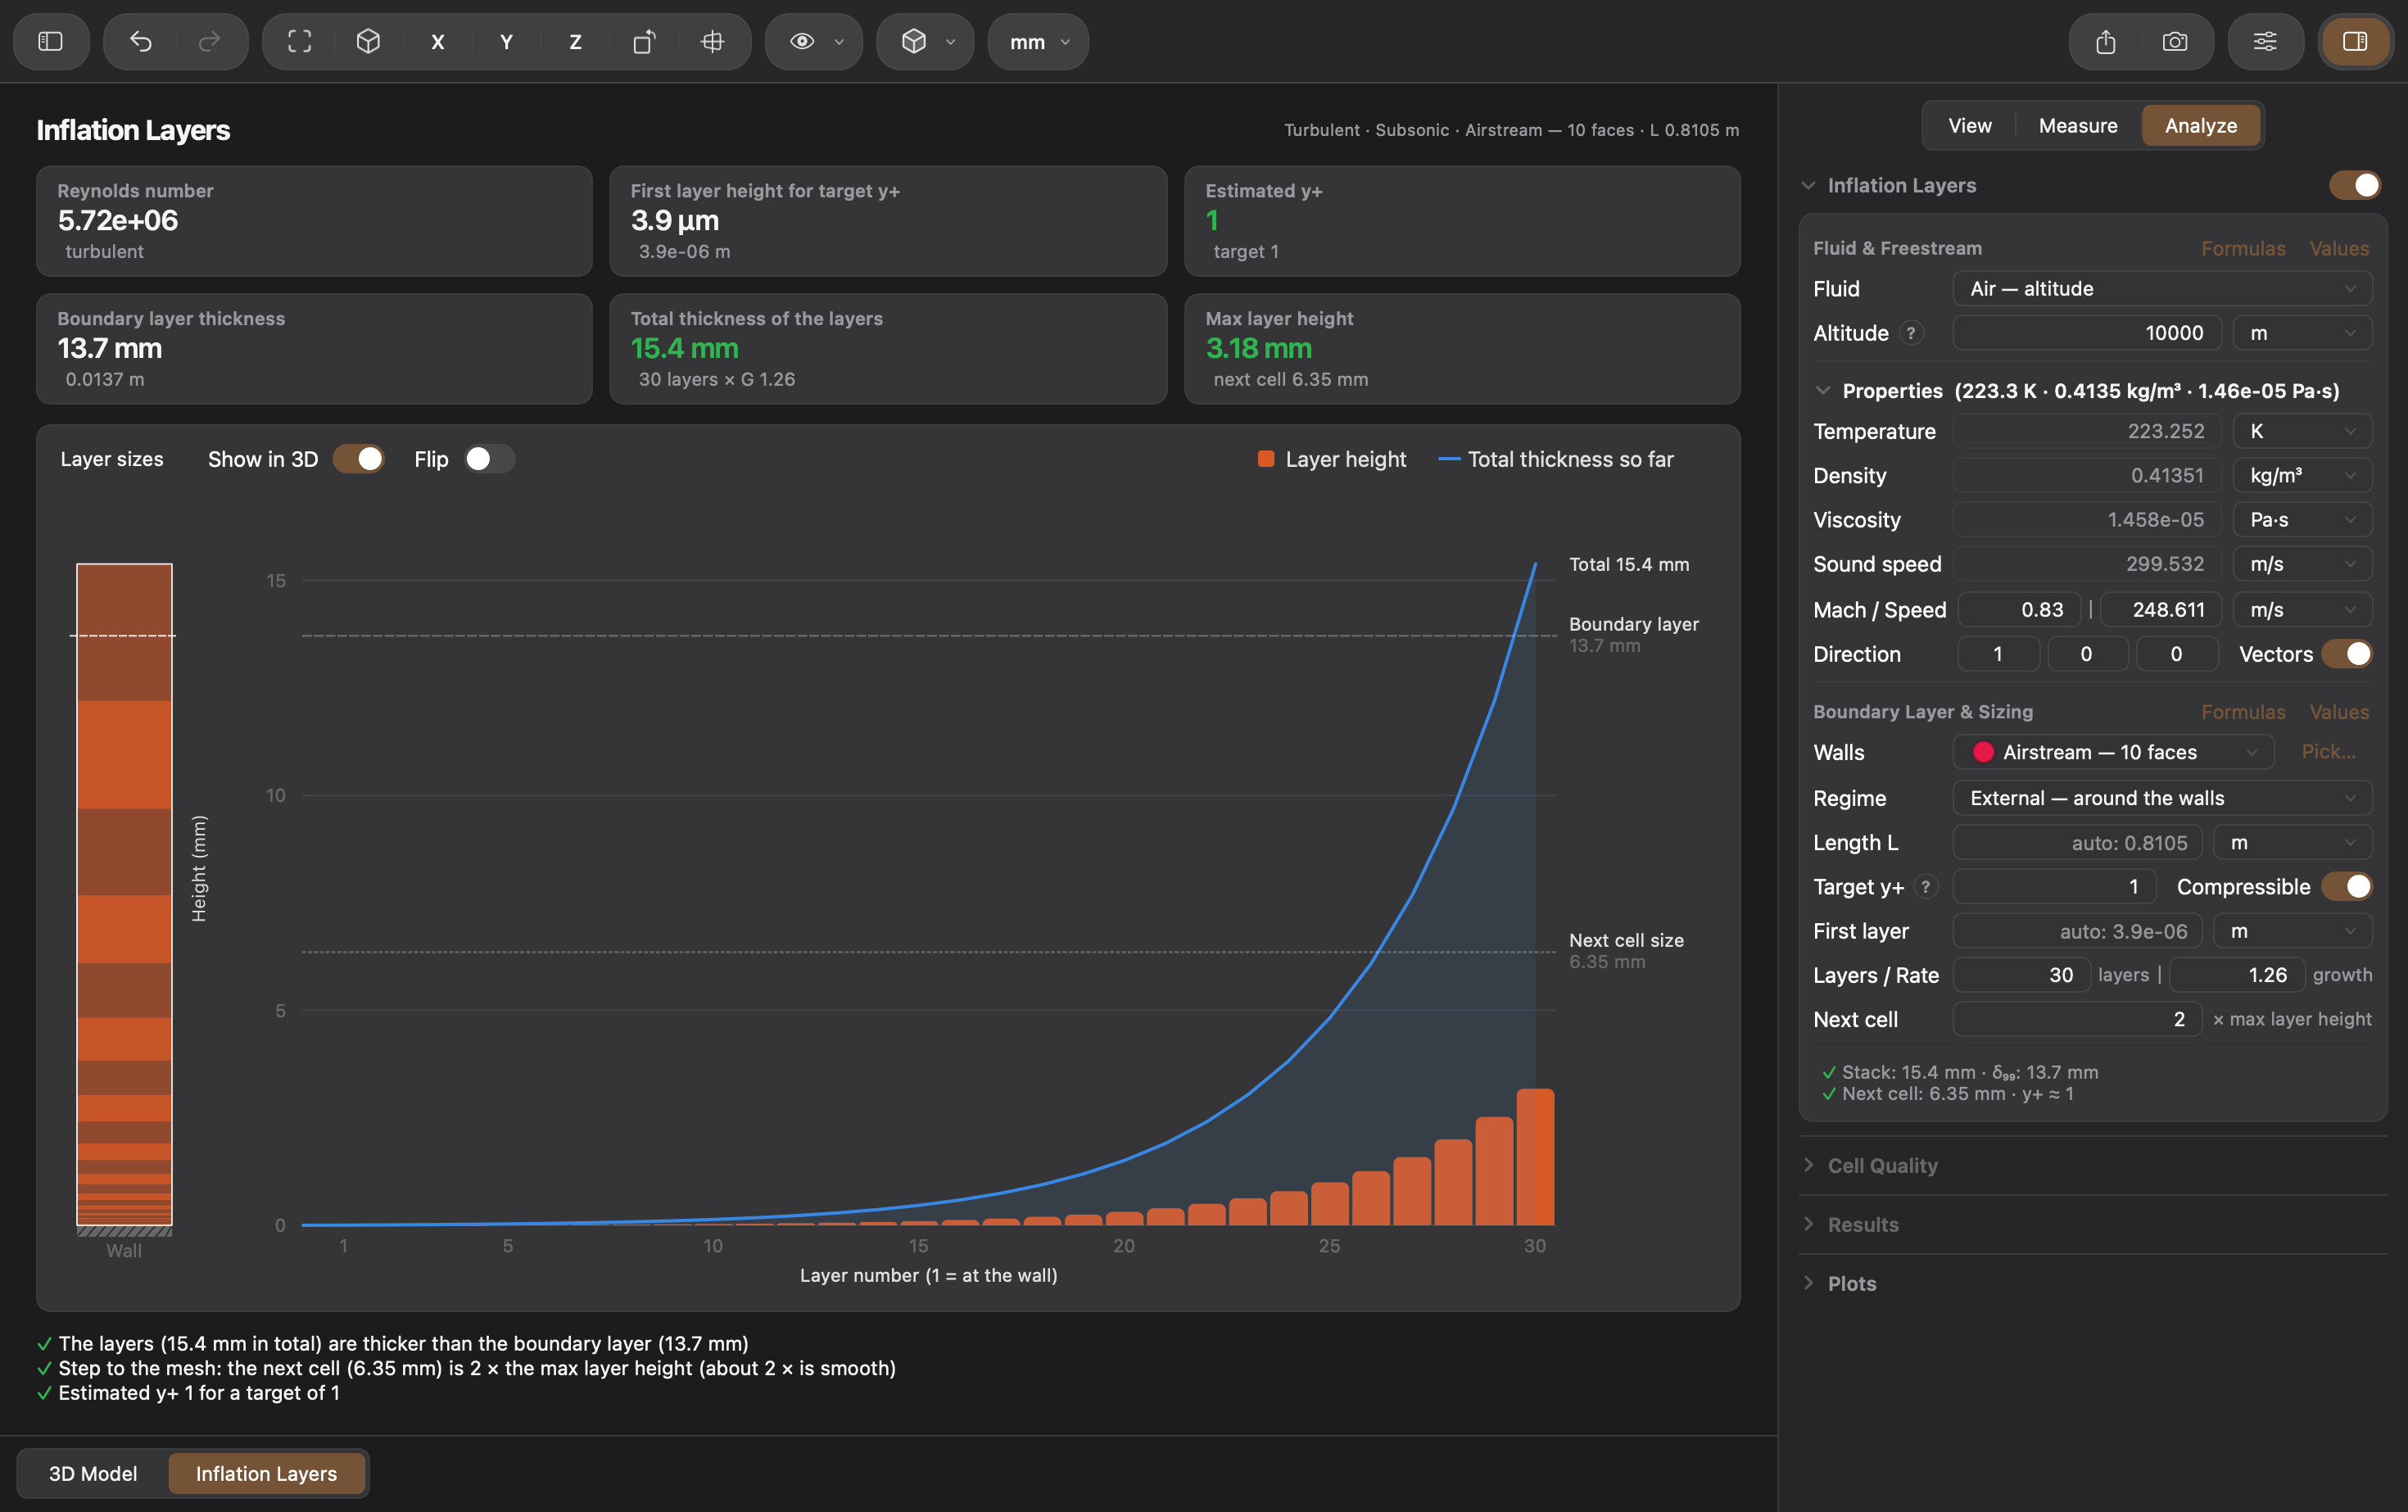 X Y Z mm
Inflation Layers
Turbulent · Subsonic · Airstream — 10 faces · L 0.8105 m
Reynolds number
5.72e+06
turbulent
First layer height for target y+
3.9 µm
3.9e-06 m
Estimated y+
1
target 1
Boundary layer thickness
13.7 mm
0.0137 m
Total thickness of the layers
15.4 mm
30 layers × G 1.26
Max layer height
3.18 mm
next cell 6.35 mm
Layer sizes Show in 3D Flip
Layer height Total thickness so far
Height (mm)
Wall
15
10
5
0
Total 15.4 mm
Boundary layer
13.7 mm
Next cell size
6.35 mm
1 5 10 15 20 25 30
Layer number (1 = at the wall)
✓ The layers (15.4 mm in total) are thicker than the boundary layer (13.7 mm)
✓ Step to the mesh: the next cell (6.35 mm) is 2 × the max layer height (about 2 × is smooth)
✓ Estimated y+ 1 for a target of 1
3D Model Inflation Layers
View Measure Analyze
Inflation Layers
Fluid & Freestream Formulas Values
Fluid Air — altitude
Altitude ? 10000 m
Properties (223.3 K · 0.4135 kg/m³ · 1.46e-05 Pa·s)
Temperature 223.252 K
Density 0.41351 kg/m³
Viscosity 1.458e-05 Pa·s
Sound speed 299.532 m/s
Mach / Speed 0.83 | 248.611 m/s
Direction 1 0 0 Vectors
Boundary Layer & Sizing Formulas Values
Walls Airstream — 10 faces Pick...
Regime External — around the walls
Length L auto: 0.8105 m
Target y+ ? 1 Compressible
First layer auto: 3.9e-06 m
Layers / Rate 30 layers | 1.26 growth
Next cell 2 × max layer height
✓ Stack: 15.4 mm · δ₉₉: 13.7 mm
✓ Next cell: 6.35 mm · y+ ≈ 1
Cell Quality
Results
Plots